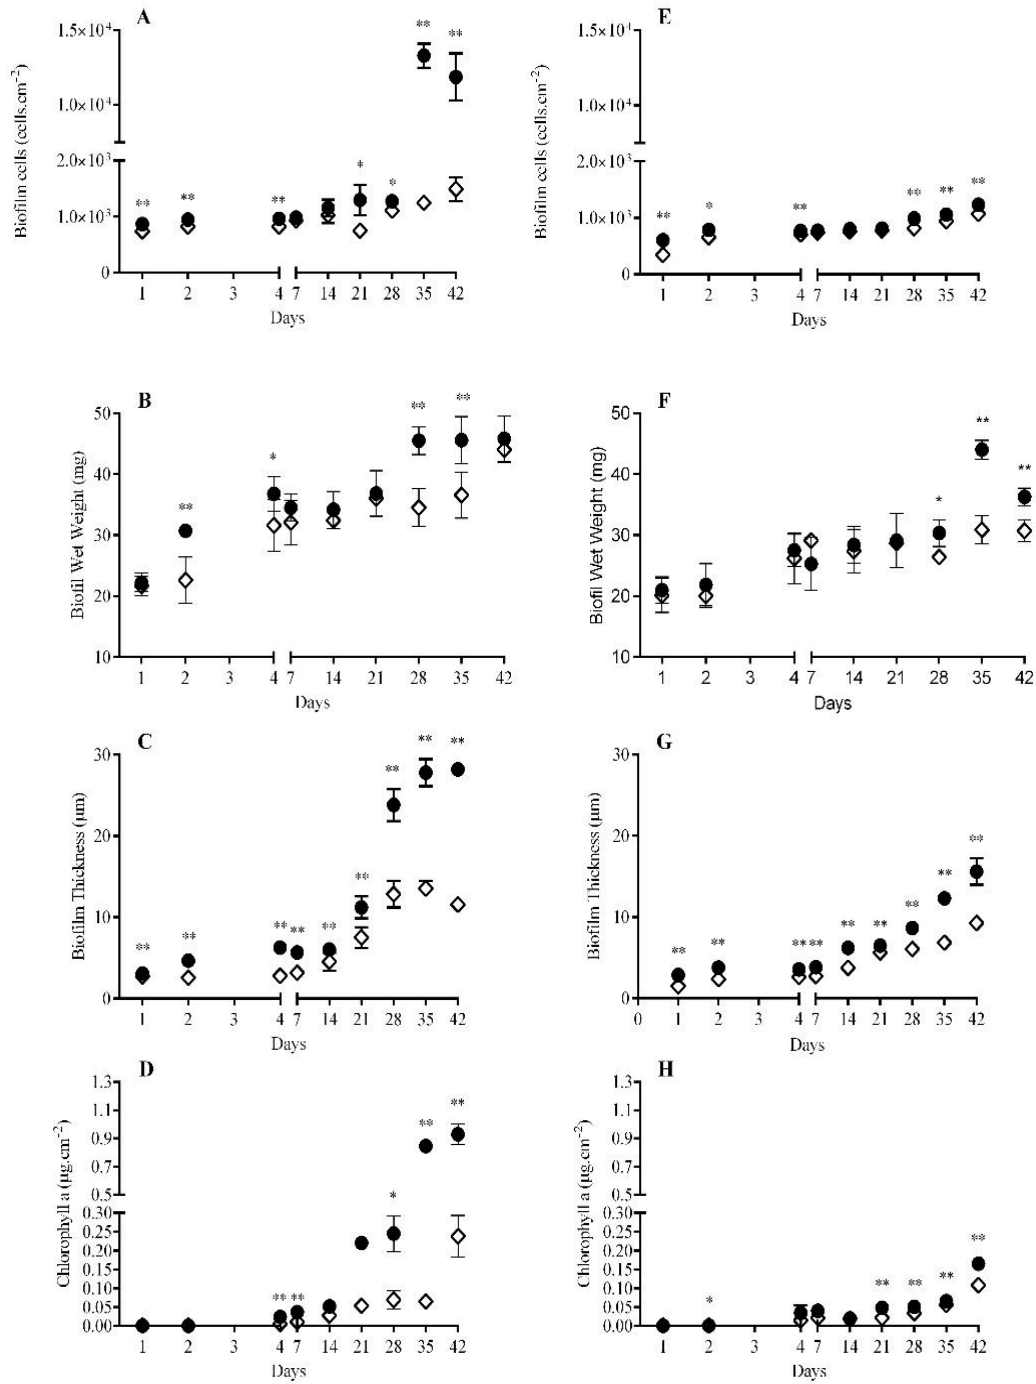 A
Biofilm cells (cells.cm⁻²)
1.5×10⁴
1.0×10⁴
2.0×10³
1.0×10³
0
** ** ** * * ** **
1 2 3 4 7 14 21 28 35 42
Days
E
Biofilm cells (cells.cm⁻²)
1.5×10⁴
1.0×10⁴
2.0×10³
1.0×10³
0
** * ** ** ** **
1 2 3 4 7 14 21 28 35 42
Days
B
Biofilm Wet Weight (mg)
50
40
30
20
10
** * ** **
1 2 3 4 7 14 21 28 35 42
Days
F
Biofil Wet Weight (mg)
50
40
30
20
10
* ** **
1 2 3 4 7 14 21 28 35 42
Days
C
Biofilm Thickness (µm)
30
20
10
0
** ** ** ** ** ** ** ** **
1 2 3 4 7 14 21 28 35 42
Days
G
Biofilm Thickness (µm)
30
20
10
0
** ** ** ** ** ** ** ** **
0 1 2 3 4 7 14 21 28 35 42
Days
D
Chlorophyll a (µg.cm⁻²)
1.3
1.1
0.9
0.7
0.5
0.30
0.25
0.20
0.15
0.10
0.05
0.00
** ** * ** **
1 2 3 4 7 14 21 28 35 42
Days
H
Chlorophyll a (µg.cm⁻²)
1.3
1.1
0.9
0.7
0.5
0.30
0.25
0.20
0.15
0.10
0.05
0.00
* ** ** ** **
1 2 3 4 7 14 21 28 35 42
Days